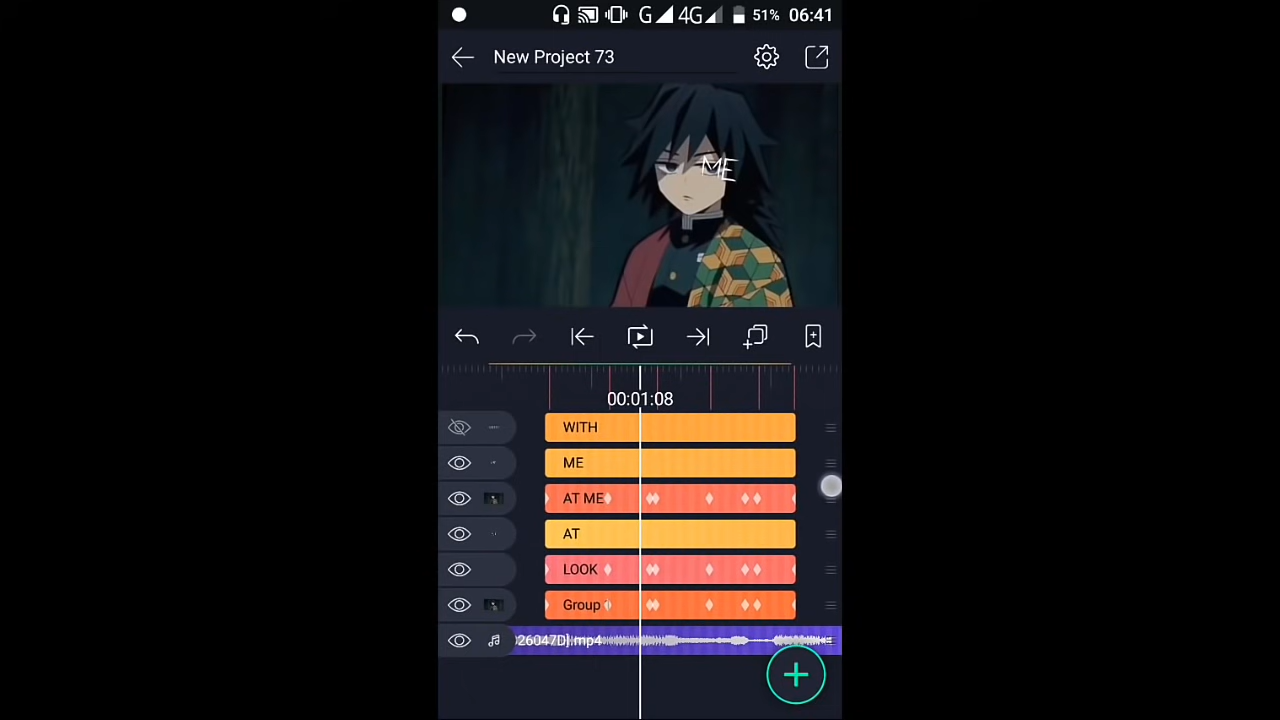 G 4G 51% 06:41
New Project 73
ME
00:01:08
WITH
ME
AT ME
AT
LOOK
Group
26047D).mp4